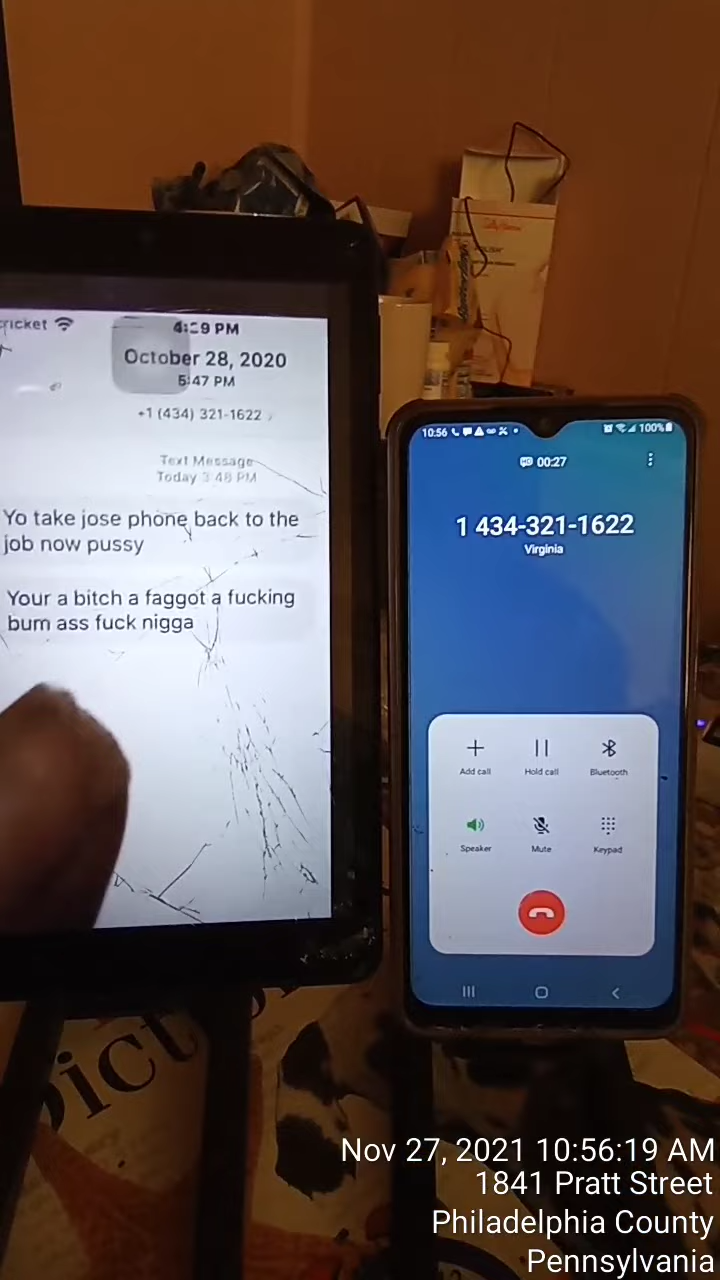 cricket
4:29 PM
October 28, 2020
5:47 PM
+1 (434) 321-1622 ›
Text Message
Today 3:48 PM
Yo take jose phone back to the
job now pussy
Your a bitch a faggot a fucking
bum ass fuck nigga
10:56
100%
HD 00:27
1 434-321-1622
Virginia
Add call
Hold call
Bluetooth
Speaker
Mute
Keypad
Nov 27, 2021 10:56:19 AM
1841 Pratt Street
Philadelphia County
Pennsylvania